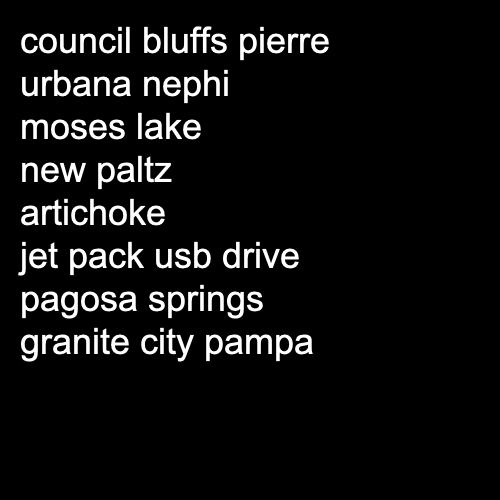 council bluffs pierre
urbana nephi
moses lake
new paltz
artichoke
jet pack usb drive
pagosa springs
granite city pampa